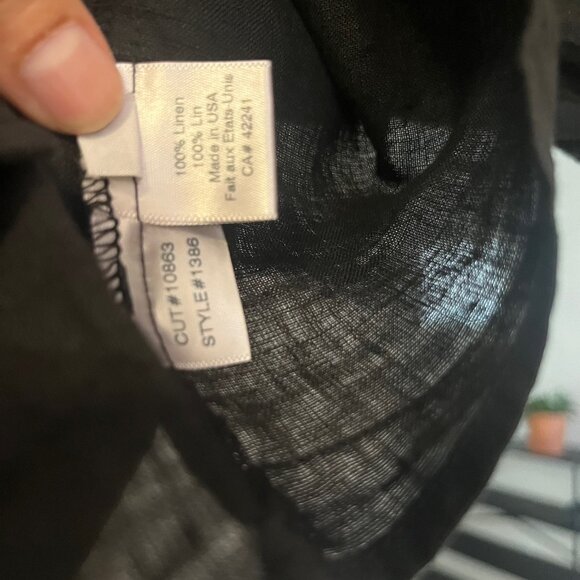 100% Linen
100% Lin
Made in USA
Fait aux Etats-Unis
CA# 42241
CUT#10863
STYLE#1386